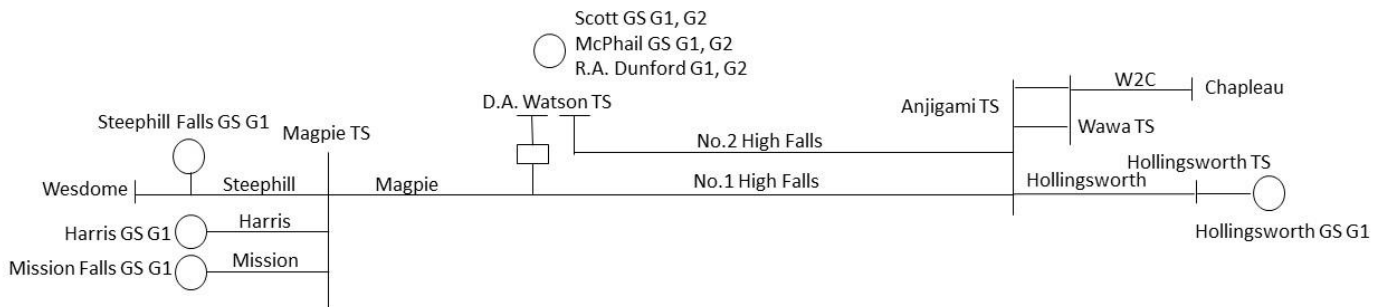 Scott GS G1, G2
McPhail GS G1, G2
R.A. Dunford G1, G2
D.A. Watson TS
Anjigami TS
W2C
Chapleau
Steephill Falls GS G1
Magpie TS
Wawa TS
No.2 High Falls
Hollingsworth TS
Wesdome
Steephill
Magpie
No.1 High Falls
Hollingsworth
Harris GS G1
Harris
Hollingsworth GS G1
Mission Falls GS G1
Mission